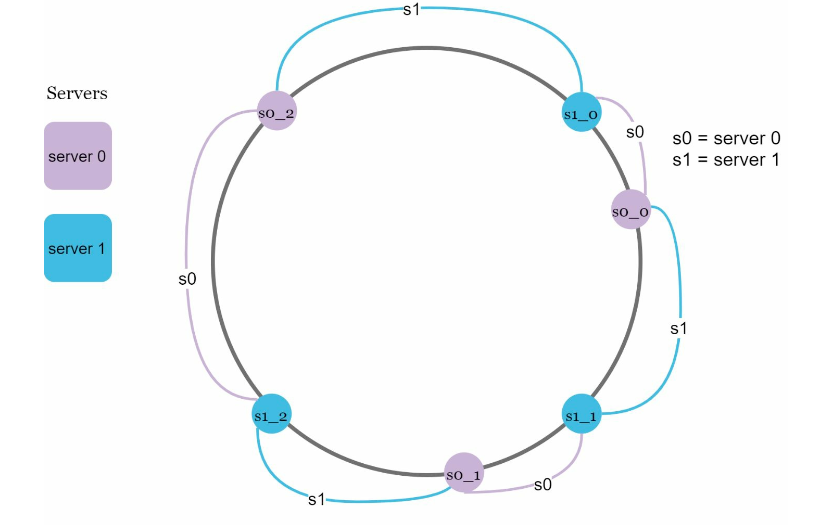 s1
Servers
s0_2
s1_0
server 0
s0
s0 = server 0
s1 = server 1
s0_0
server 1
s0
s1
s1_2
s1_1
s0_1
s0
s1